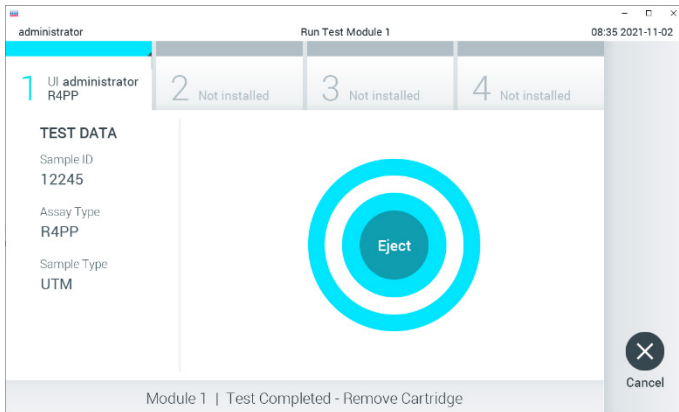 administrator Run Test Module 1 08:35 2021-11-02
1 UI administrator
R4PP
2 Not installed
3 Not installed
4 Not installed
TEST DATA
Sample ID
12245
Assay Type
R4PP
Sample Type
UTM
Eject
Cancel
Module 1 | Test Completed - Remove Cartridge